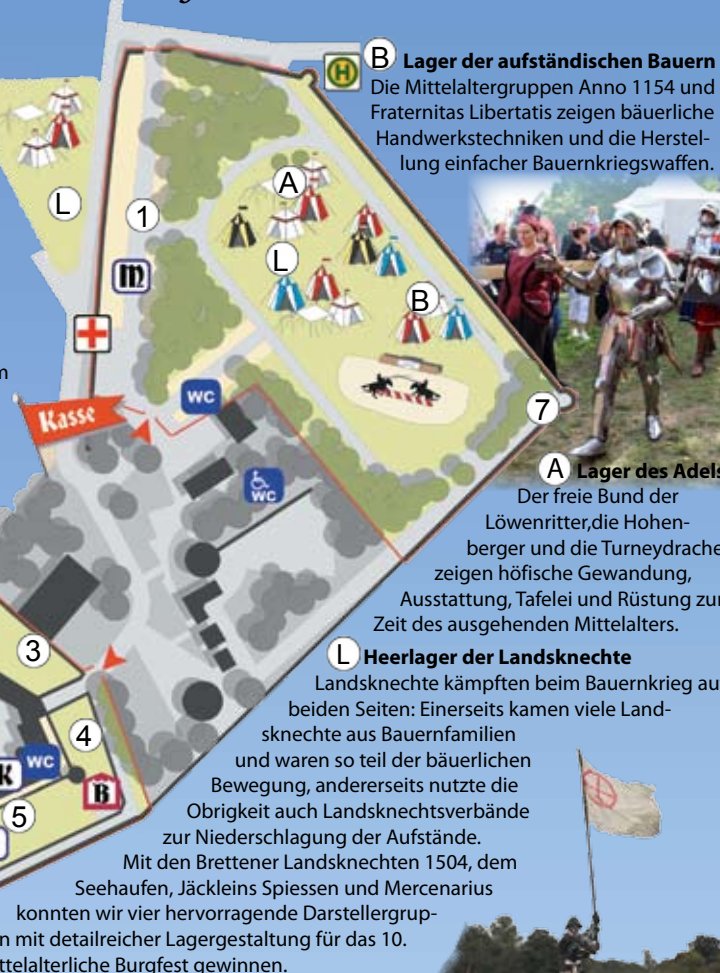 H
B Lager der aufständischen Bauern
Die Mittelaltergruppen Anno 1154 und
Fraternitas Libertatis zeigen bäuerliche
Handwerkstechniken und die Herstel-
lung einfacher Bauernkriegswaffen.
A
L
1
L
M
B
WC
Kasse
7
WC
A Lager des Adels
Der freie Bund der
Löwenritter,die Hohen-
berger und die Turneydrache
zeigen höfische Gewandung,
Ausstattung, Tafelei und Rüstung zur
Zeit des ausgehenden Mittelalters.
3
L Heerlager der Landsknechte
Landsknechte kämpften beim Bauernkrieg au
beiden Seiten: Einerseits kamen viele Land-
sknechte aus Bauernfamilien
und waren so teil der bäuerlichen
Bewegung, andererseits nutzte die
Obrigkeit auch Landsknechtsverbände
zur Niederschlagung der Aufstände.
Mit den Brettener Landsknechten 1504, dem
Seehaufen, Jäckleins Spiessen und Mercenarius
konnten wir vier hervorragende Darstellergrup-
n mit detailreicher Lagergestaltung für das 10.
ttelalterliche Burgfest gewinnen.
4
K
WC
B
5